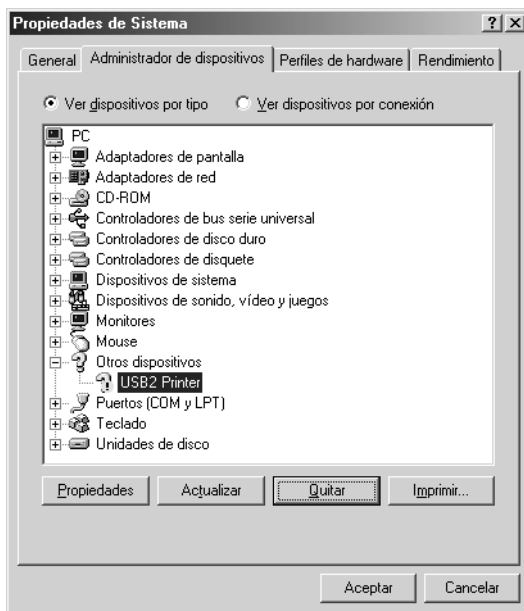 Propiedades de Sistema
General Administrador de dispositivos Perfiles de hardware Rendimiento
Ver dispositivos por tipo Ver dispositivos por conexión
PC
Adaptadores de pantalla
Adaptadores de red
CD-ROM
Controladores de bus serie universal
Controladores de disco duro
Controladores de disquete
Dispositivos de sistema
Dispositivos de sonido, vídeo y juegos
Monitores
Mouse
Otros dispositivos
USB2 Printer
Puertos (COM y LPT)
Teclado
Unidades de disco
Propiedades Actualizar Quitar Imprimir...
Aceptar Cancelar